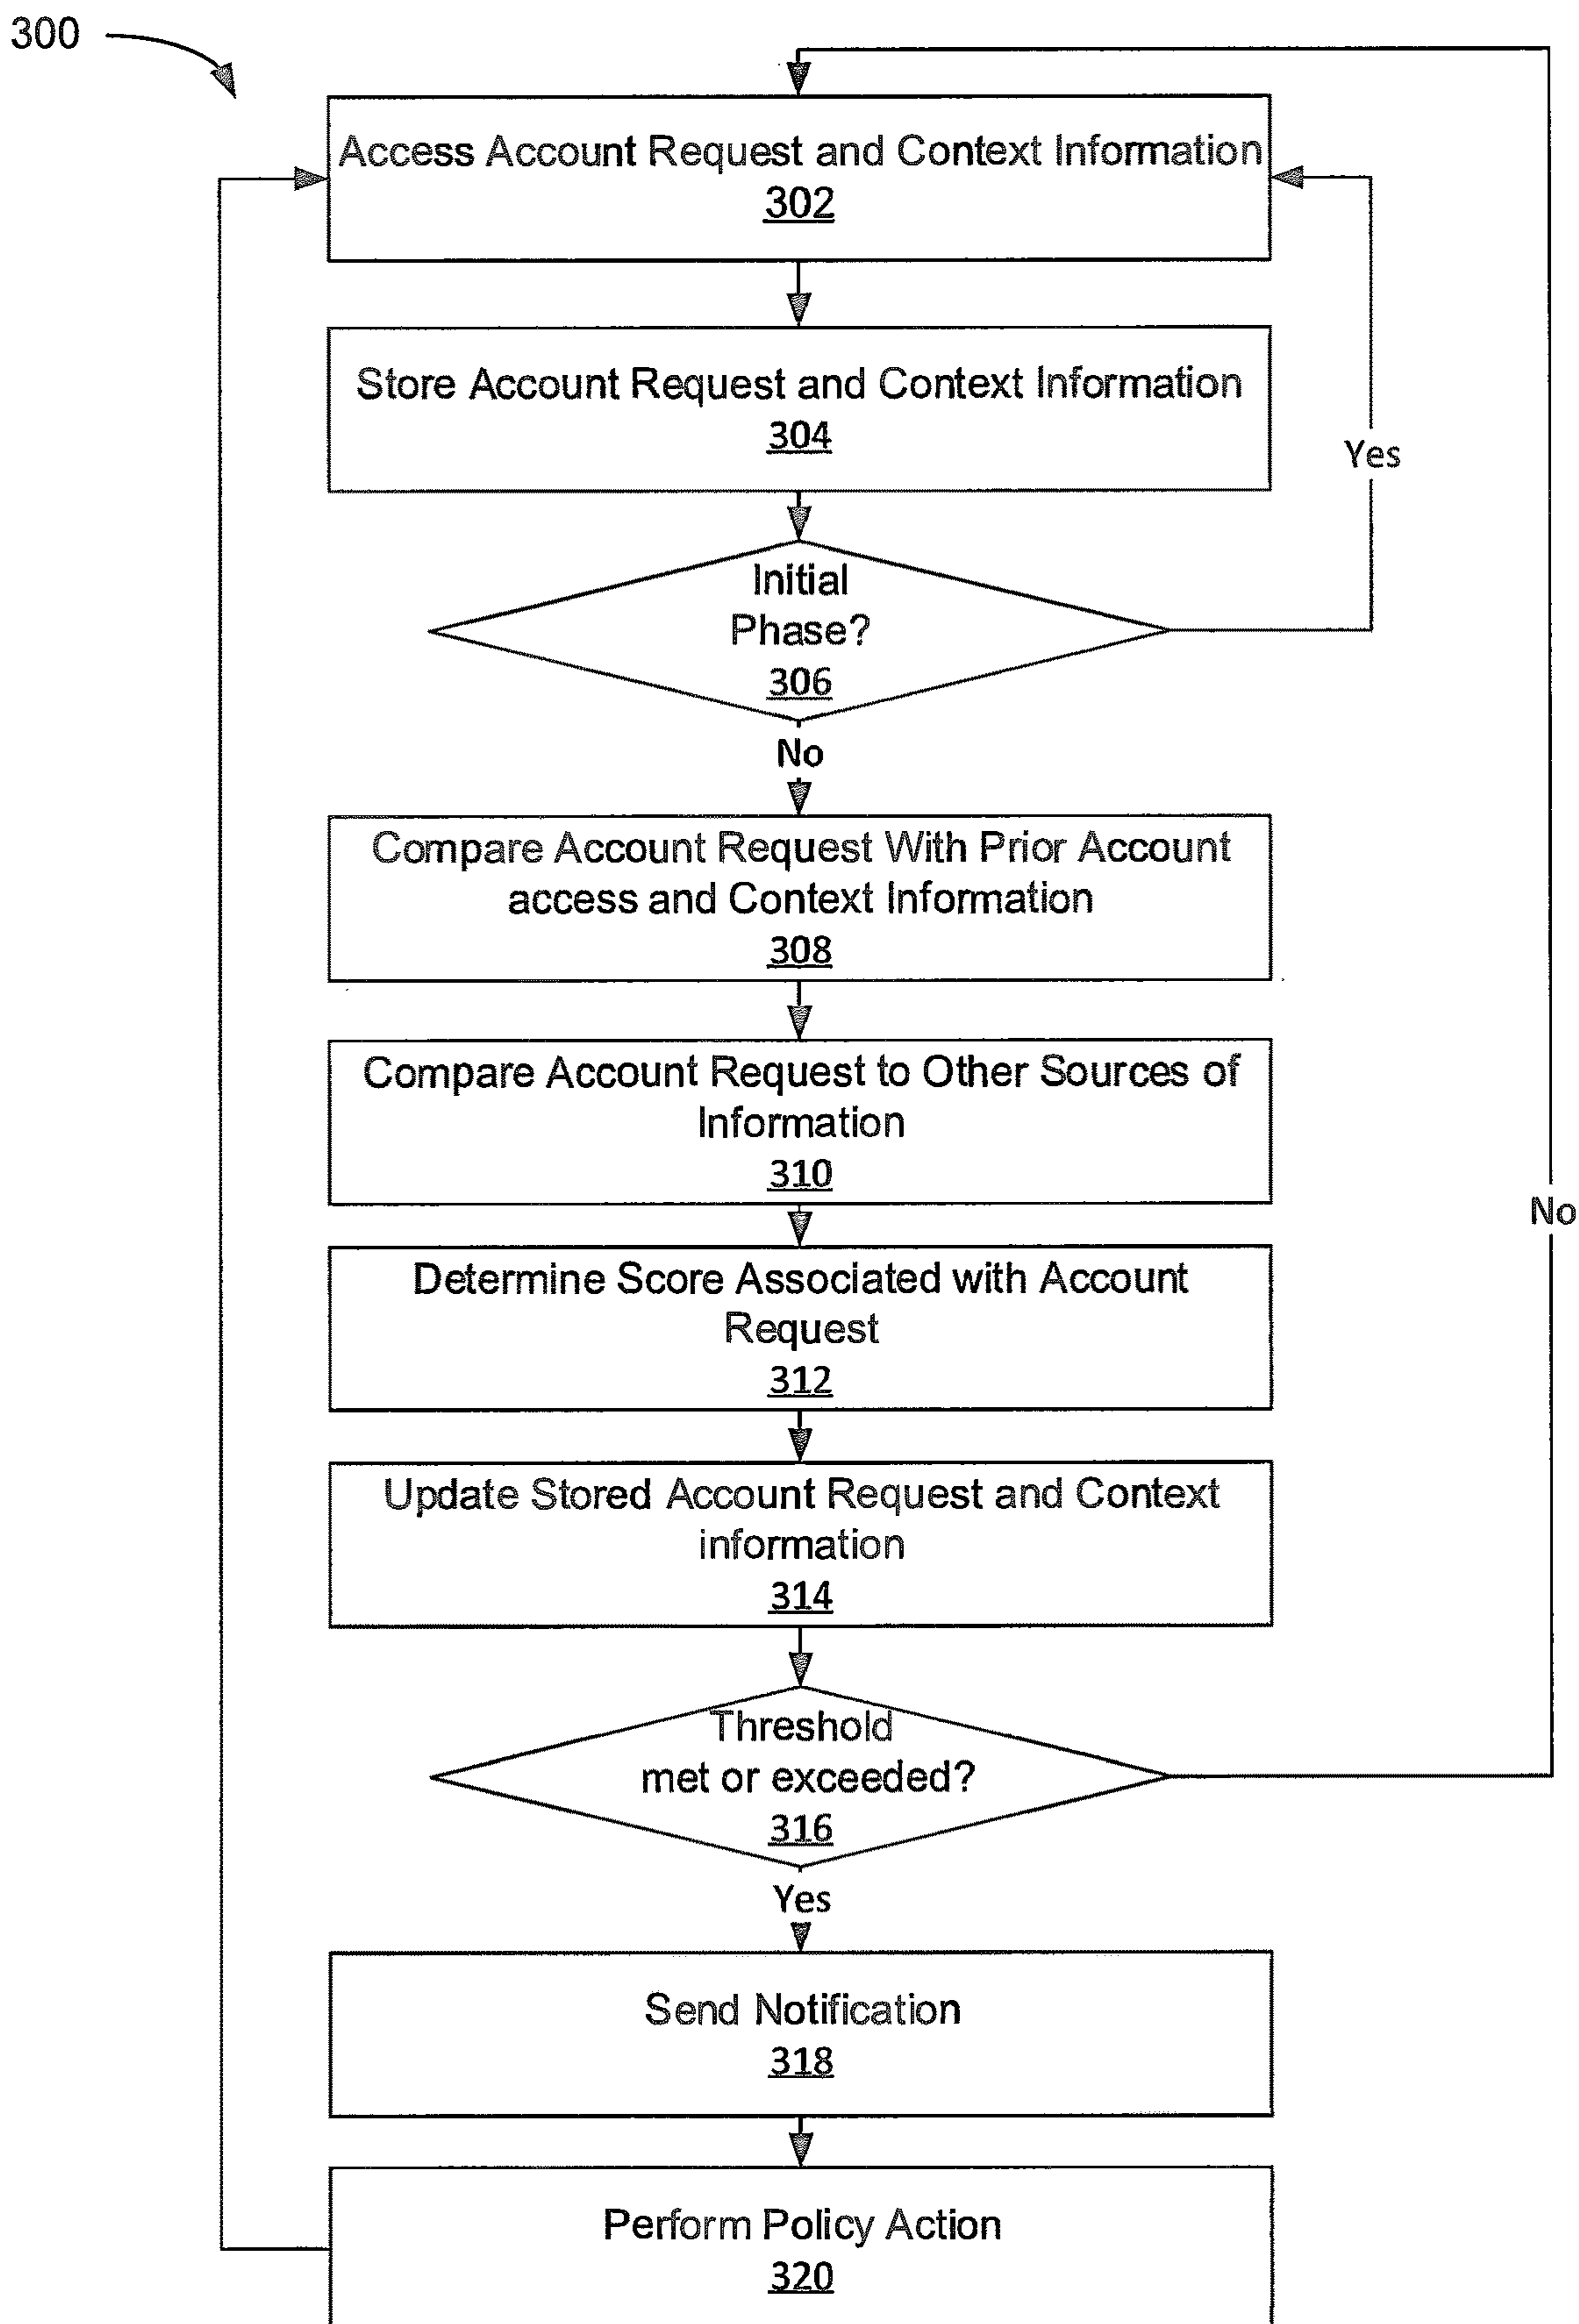 300
Access Account Request and Context Information
302
Store Account Request and Context Information
304
Yes
Initial
Phase?
306
No
Compare Account Request With Prior Account
access and Context Information
308
Compare Account Request to Other Sources of
Information
310
No
Determine Score Associated with Account
Request
312
Update Stored Account Request and Context
information
314
Threshold
met or exceeded?
316
Yes
Send Notification
318
Perform Policy Action
320